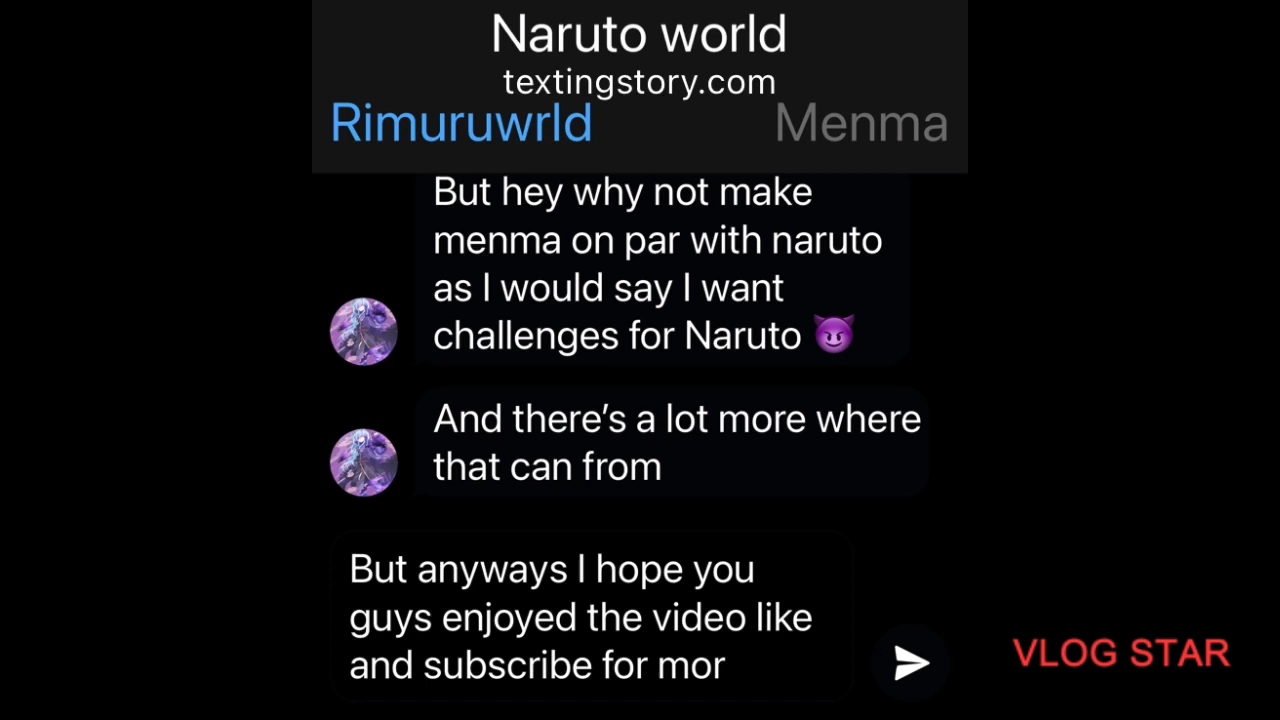 Naruto world
textingstory.com
Rimuruwrld
Menma
But hey why not make
menma on par with naruto
as I would say I want
challenges for Naruto 😈
And there’s a lot more where
that can from
But anyways I hope you
guys enjoyed the video like
and subscribe for mor
VLOG STAR